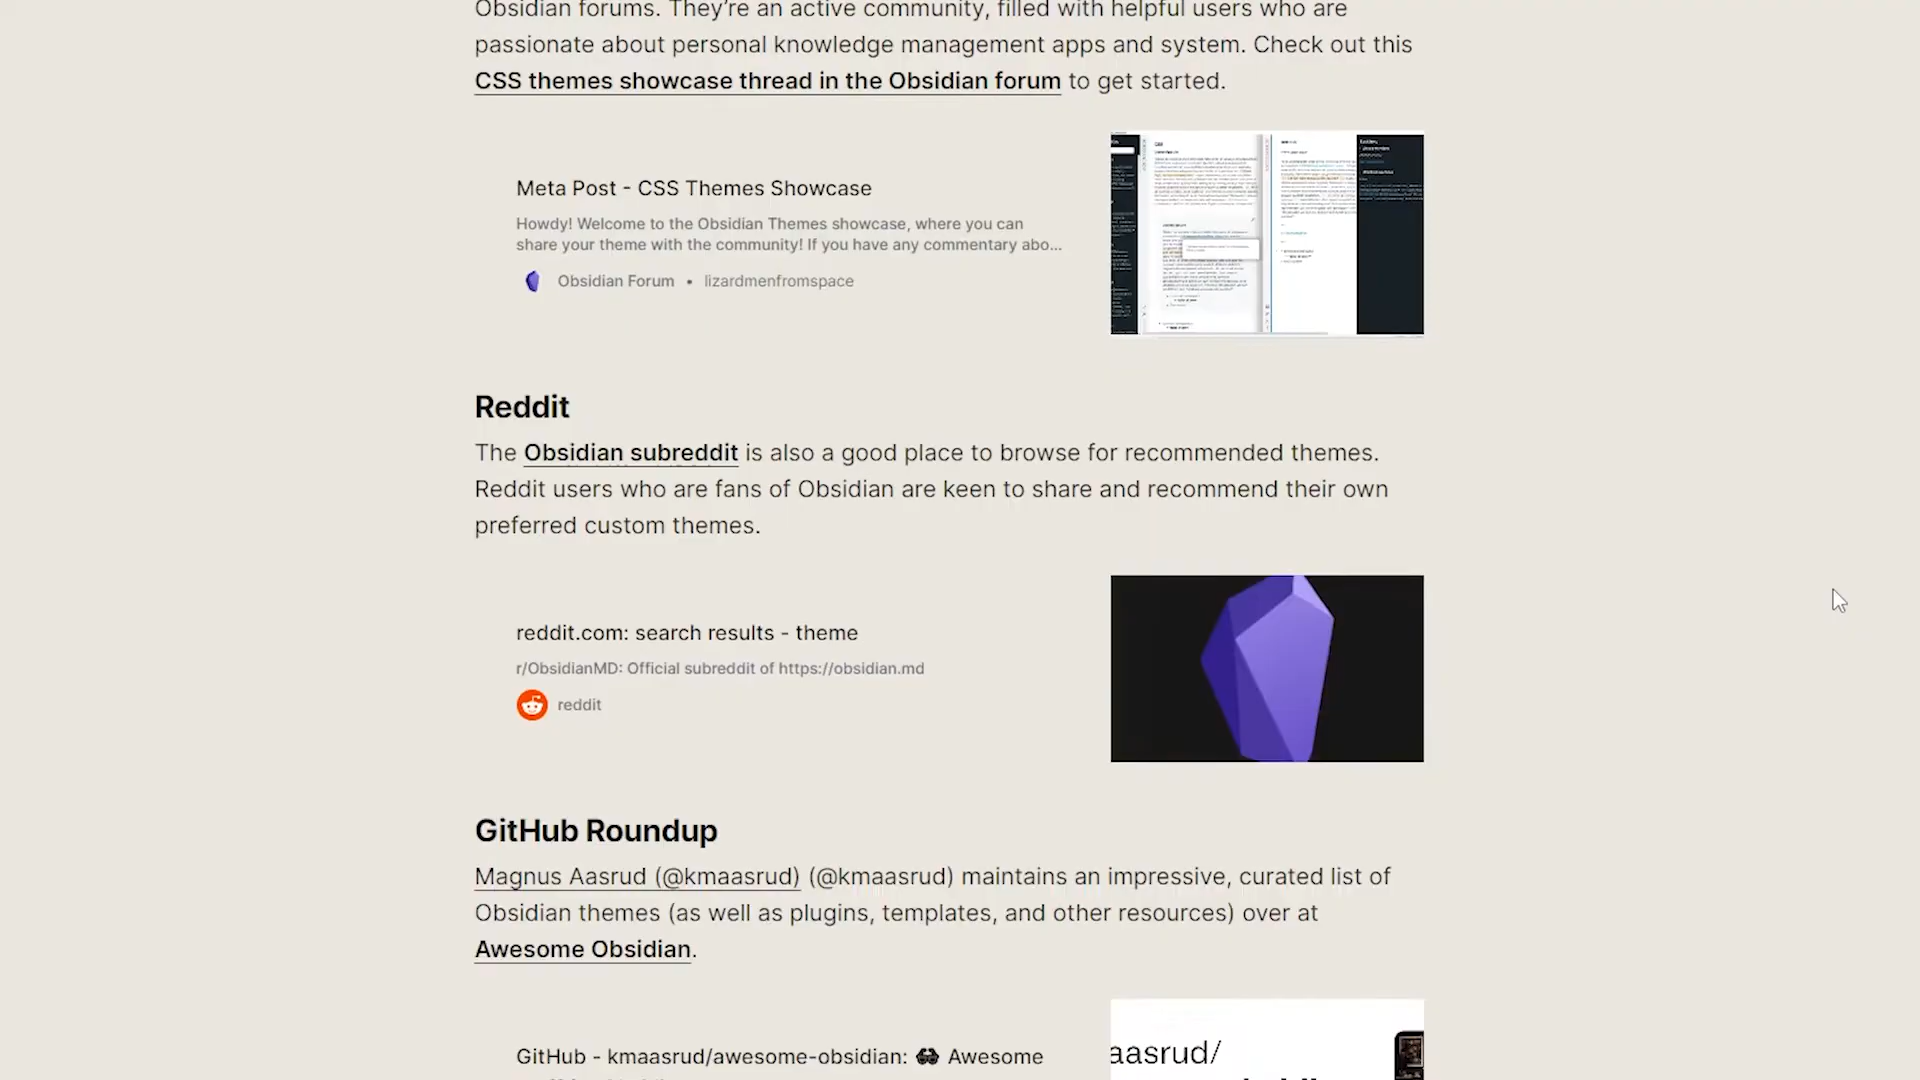 Obsidian forums. They’re an active community, filled with helpful users who are
passionate about personal knowledge management apps and system. Check out this
CSS themes showcase thread in the Obsidian forum to get started.
Meta Post - CSS Themes Showcase
Howdy! Welcome to the Obsidian Themes showcase, where you can
share your theme with the community! If you have any commentary abo...
Obsidian Forum • lizardmenfromspace
Reddit
The Obsidian subreddit is also a good place to browse for recommended themes.
Reddit users who are fans of Obsidian are keen to share and recommend their own
preferred custom themes.
reddit.com: search results - theme
r/ObsidianMD: Official subreddit of https://obsidian.md
reddit
GitHub Roundup
Magnus Aasrud (@kmaasrud) (@kmaasrud) maintains an impressive, curated list of
Obsidian themes (as well as plugins, templates, and other resources) over at
Awesome Obsidian.
GitHub - kmaasrud/awesome-obsidian: 🕶️ Awesome
aasrud/